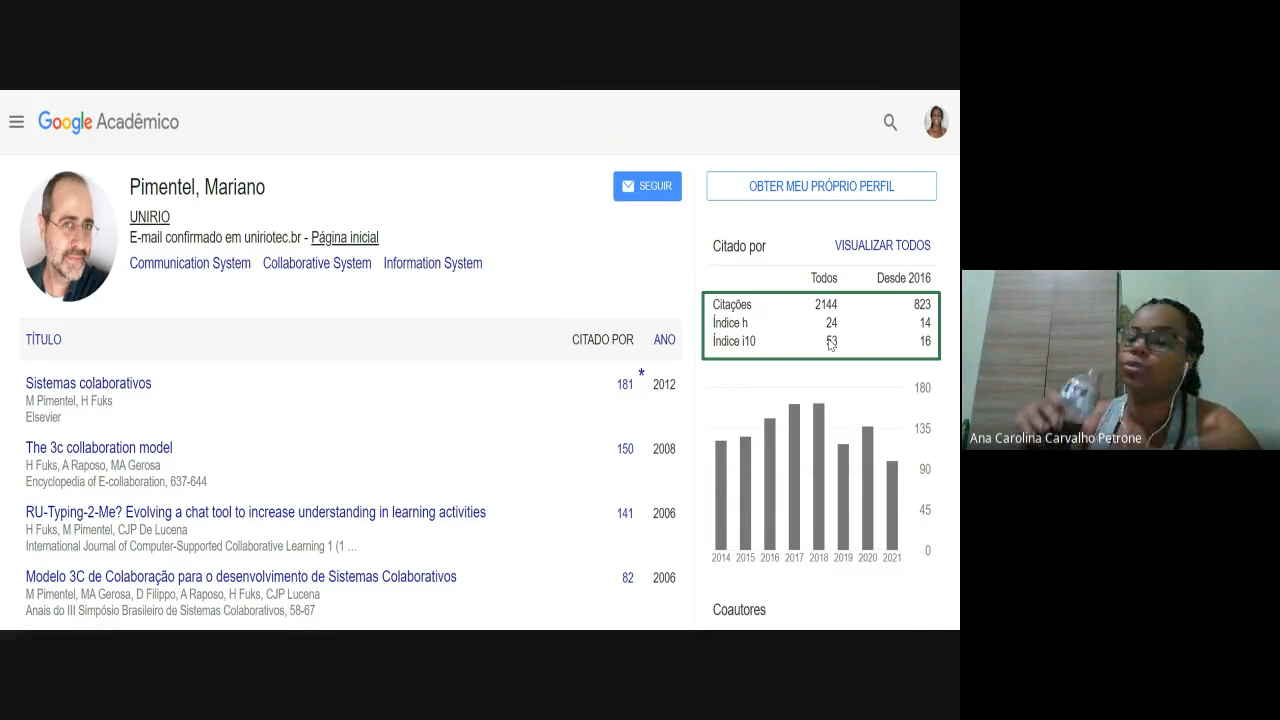 Google Acadêmico
Pimentel, Mariano
SEGUIR
UNIRIO
E-mail confirmado em uniriotec.br - Página inicial
Communication System Collaborative System Information System
TÍTULO CITADO POR ANO
Sistemas colaborativos 181 * 2012
M Pimentel, H Fuks
Elsevier
The 3c collaboration model 150 2008
H Fuks, A Raposo, MA Gerosa
Encyclopedia of E-collaboration, 637-644
RU-Typing-2-Me? Evolving a chat tool to increase understanding in learning activities 141 2006
H Fuks, M Pimentel, CJP De Lucena
International Journal of Computer-Supported Collaborative Learning 1 (1 ...
Modelo 3C de Colaboração para o desenvolvimento de Sistemas Colaborativos 82 2006
M Pimentel, MA Gerosa, D Filippo, A Raposo, H Fuks, CJP Lucena
Anais do III Simpósio Brasileiro de Sistemas Colaborativos, 58-67
OBTER MEU PRÓPRIO PERFIL
Citado por VISUALIZAR TODOS
Todos Desde 2016
Citações 2144 823
Índice h 24 14
Índice i10 53 16
180
135
90
45
0
2014 2015 2016 2017 2018 2019 2020 2021
Coautores
Ana Carolina Carvalho Petrone